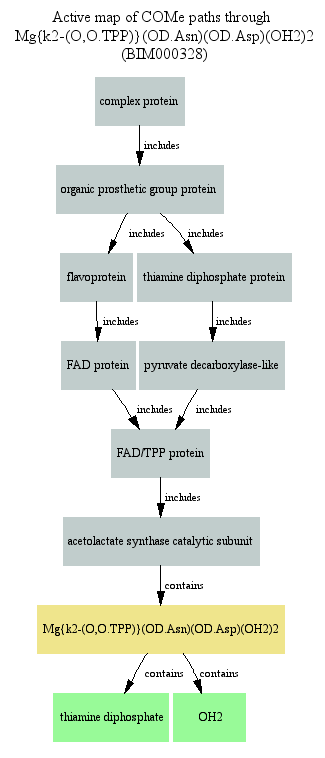 Active map of COMe paths through
Mg{k2-(O,O.TPP)}(OD.Asn)(OD.Asp)(OH2)2
(BIM000328)
complex protein
includes
organic prosthetic group protein
includes includes
flavoprotein thiamine diphosphate protein
includes includes
FAD protein pyruvate decarboxylase-like
includes includes
FAD/TPP protein
includes
acetolactate synthase catalytic subunit
contains
Mg{k2-(O,O.TPP)}(OD.Asn)(OD.Asp)(OH2)2
contains contains
thiamine diphosphate OH2